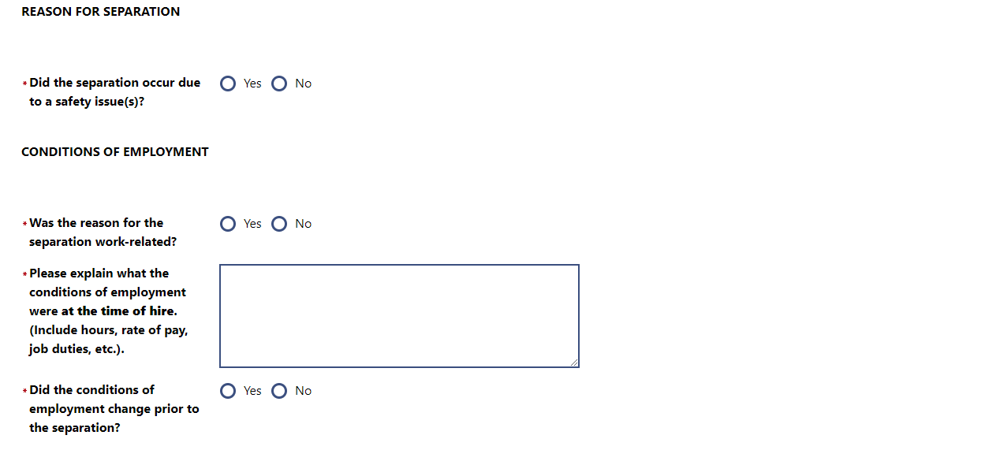 REASON FOR SEPARATION
* Did the separation occur due Yes No
to a safety issue(s)?
CONDITIONS OF EMPLOYMENT
* Was the reason for the Yes No
separation work-related?
* Please explain what the
conditions of employment
were at the time of hire.
(Include hours, rate of pay,
job duties, etc.).
* Did the conditions of Yes No
employment change prior to
the separation?